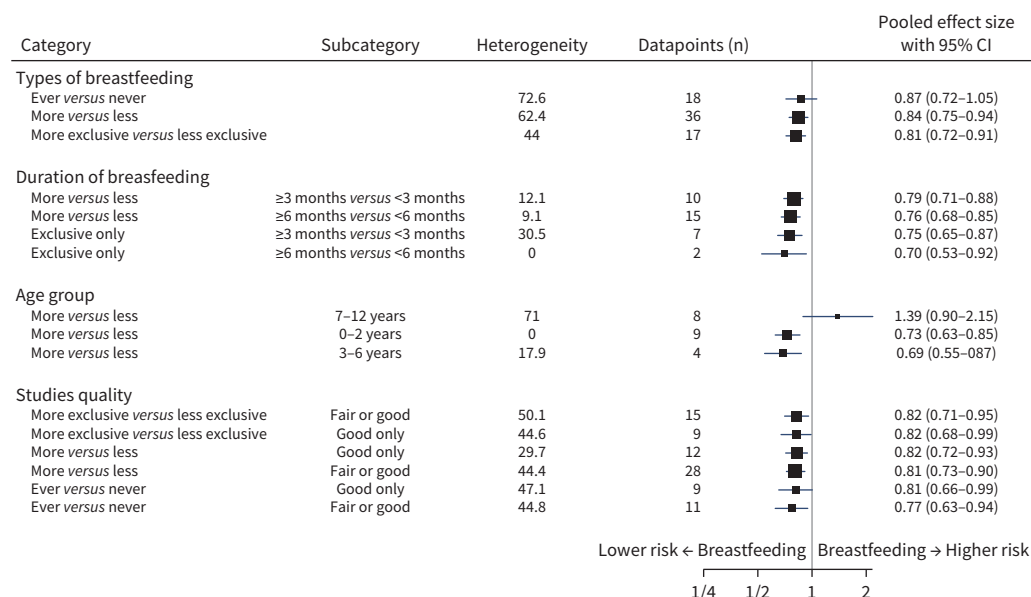 Category Subcategory Heterogeneity Datapoints (n) Pooled effect size with 95% CI
Types of breastfeeding
Ever versus never 72.6 18 0.87 (0.72–1.05)
More versus less 62.4 36 0.84 (0.75–0.94)
More exclusive versus less exclusive 44 17 0.81 (0.72–0.91)
Duration of breasfeeding
More versus less ≥3 months versus <3 months 12.1 10 0.79 (0.71–0.88)
More versus less ≥6 months versus <6 months 9.1 15 0.76 (0.68–0.85)
Exclusive only ≥3 months versus <3 months 30.5 7 0.75 (0.65–0.87)
Exclusive only ≥6 months versus <6 months 0 2 0.70 (0.53–0.92)
Age group
More versus less 7–12 years 71 8 1.39 (0.90–2.15)
More versus less 0–2 years 0 9 0.73 (0.63–0.85)
More versus less 3–6 years 17.9 4 0.69 (0.55–087)
Studies quality
More exclusive versus less exclusive Fair or good 50.1 15 0.82 (0.71–0.95)
More exclusive versus less exclusive Good only 44.6 9 0.82 (0.68–0.99)
More versus less Good only 29.7 12 0.82 (0.72–0.93)
More versus less Fair or good 44.4 28 0.81 (0.73–0.90)
Ever versus never Good only 47.1 9 0.81 (0.66–0.99)
Ever versus never Fair or good 44.8 11 0.77 (0.63–0.94)
Lower risk ← Breastfeeding Breastfeeding → Higher risk
1/4 1/2 1 2